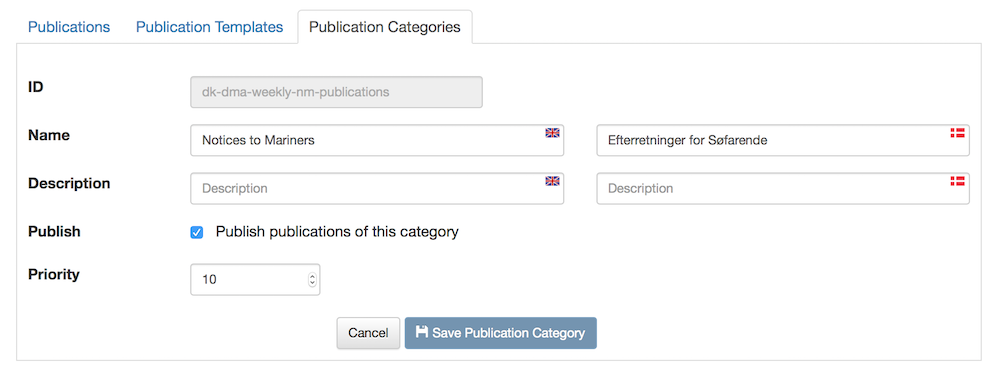 Publications Publication Templates Publication Categories
ID dk-dma-weekly-nm-publications
Name Notices to Mariners Efterretninger for Søfarende
Description Description Description
Publish Publish publications of this category
Priority 10
Cancel Save Publication Category